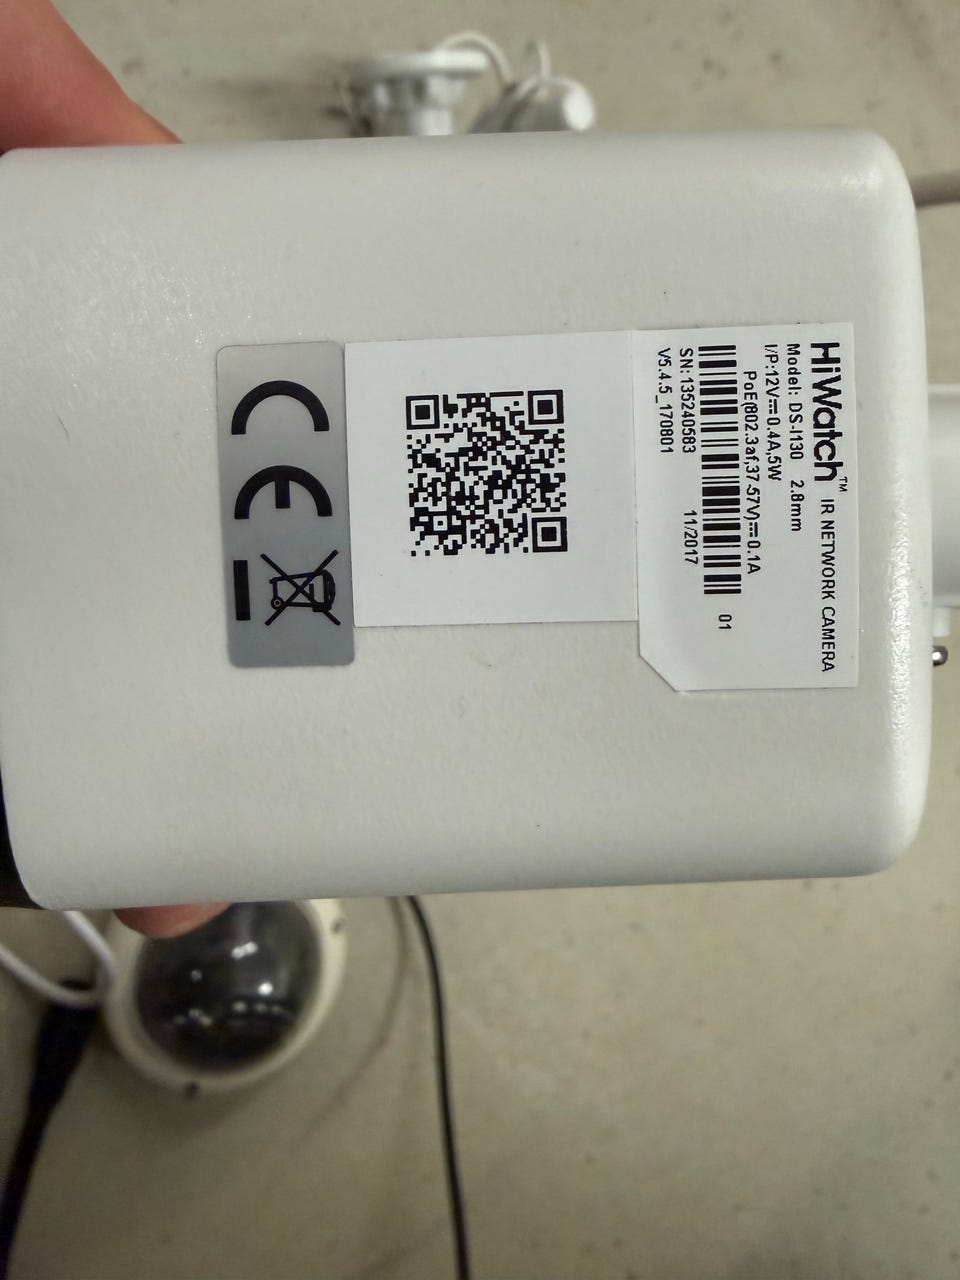 HiWatch™ IR NETWORK CAMERA
Model: DS-I130 2.8mm
I/P:12V⎓0.4A,5W
PoE(802.3af,37-57V)⎓0.1A
01
SN: 135240583 11/2017
V5.4.5_170801
CE